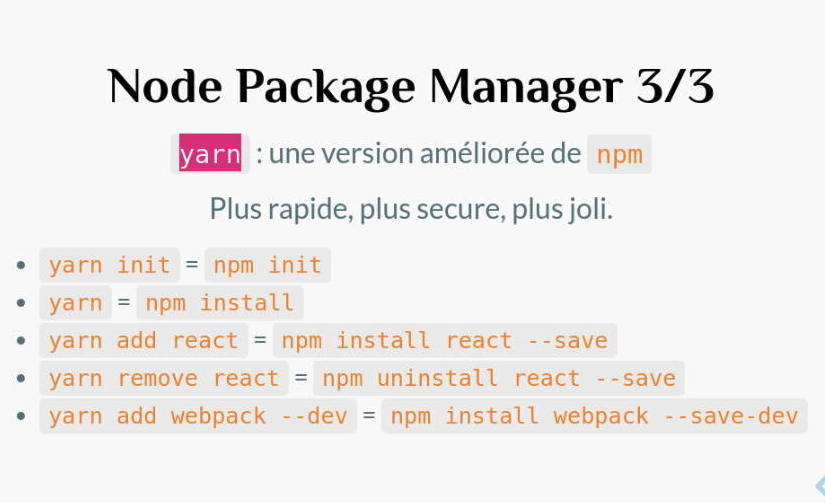 Node Package Manager 3/3
yarn : une version améliorée de npm
Plus rapide, plus secure, plus joli.
• yarn init = npm init
• yarn = npm install
• yarn add react = npm install react --save
• yarn remove react = npm uninstall react --save
• yarn add webpack --dev = npm install webpack --save-dev